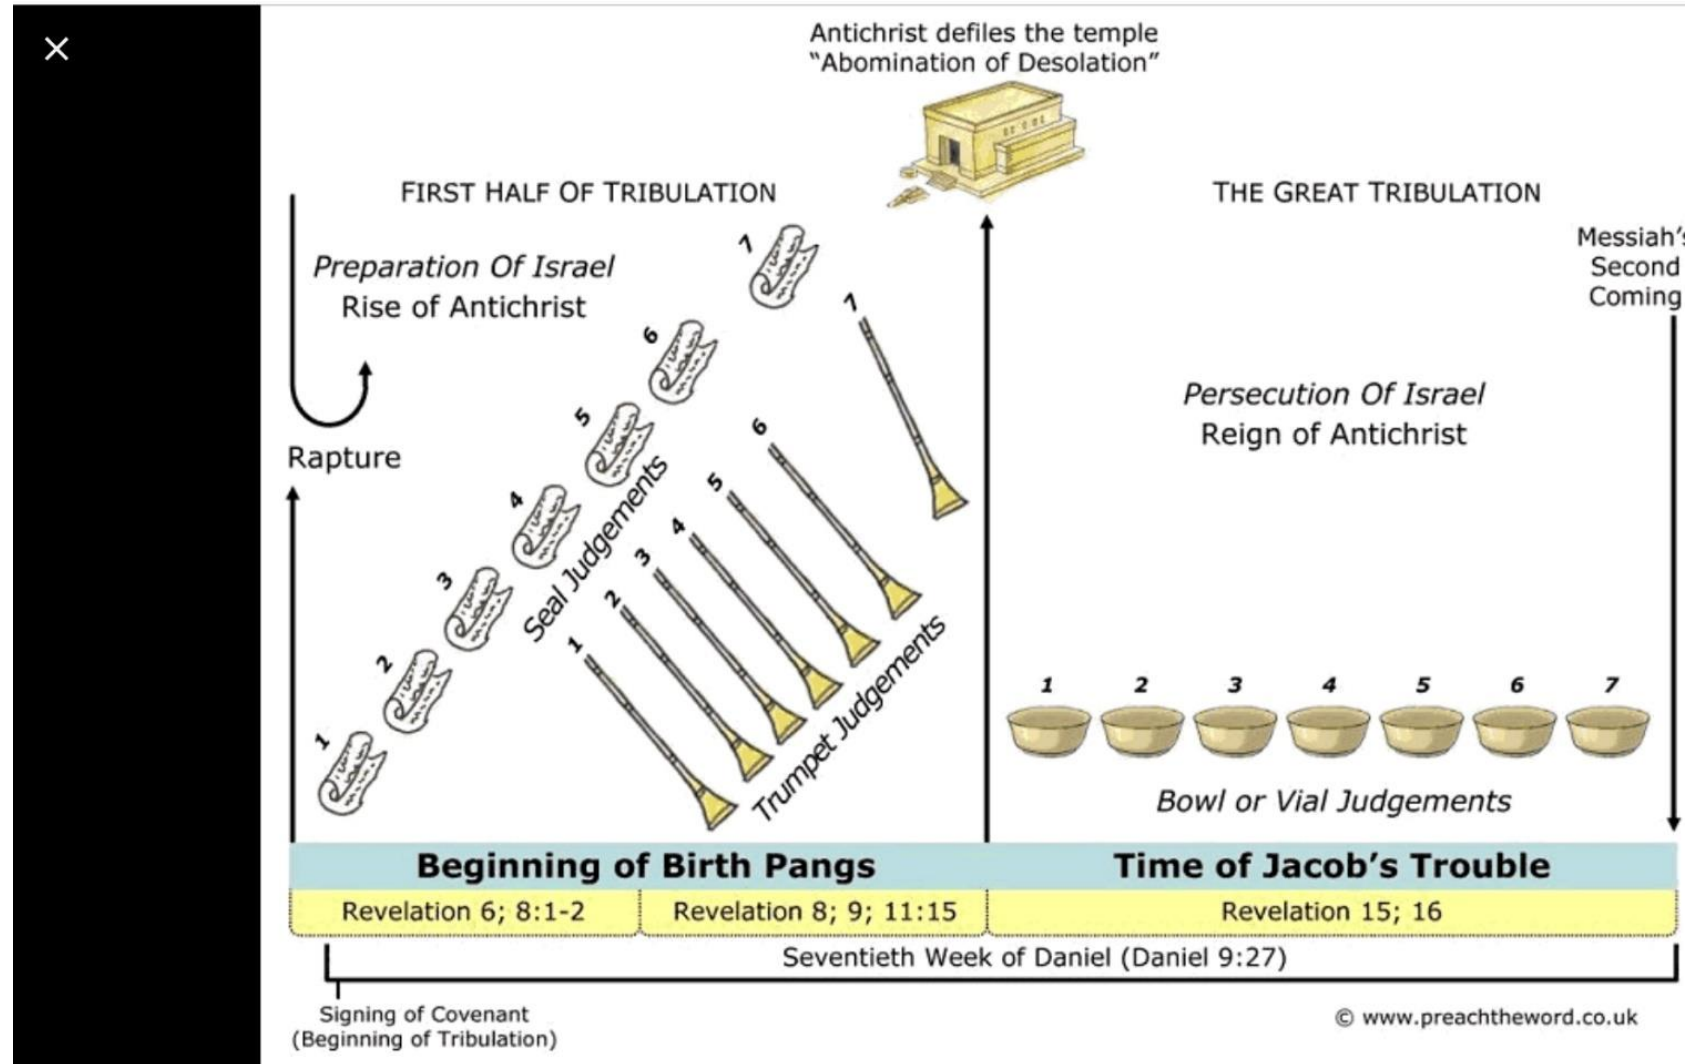 Antichrist defiles the temple
“Abomination of Desolation”
FIRST HALF OF TRIBULATION
THE GREAT TRIBULATION
Messiah's
Second
Coming
Preparation Of Israel
Rise of Antichrist
Rapture
Persecution Of Israel
Reign of Antichrist
1
2
3
4
5
6
7
Seal Judgements
1
2
3
4
5
6
7
Trumpet Judgements
1 2 3 4 5 6 7
Bowl or Vial Judgements
Beginning of Birth Pangs
Time of Jacob’s Trouble
Revelation 6; 8:1-2
Revelation 8; 9; 11:15
Revelation 15; 16
Seventieth Week of Daniel (Daniel 9:27)
Signing of Covenant
(Beginning of Tribulation)
© www.preachtheword.co.uk